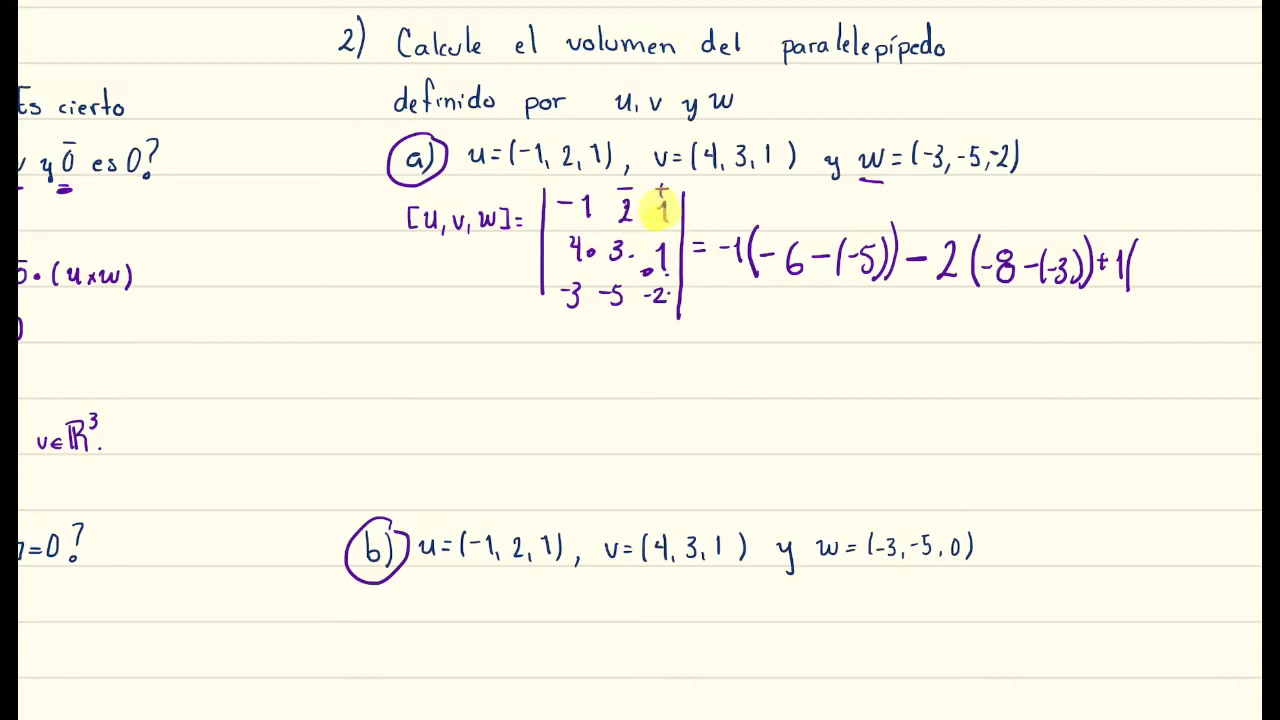 2) Calcule el volumen del paralelepípedo
definido por u, v y w
Es cierto
y 0̅ es 0?
a) u=(-1, 2, 1), v=(4, 3, 1) y w=(-3, -5, -2)
[u, v, w]= | -1 2 1 | = -1(-6-(-5)) - 2(-8-(-3)) + 1(
4 3 1
-3 -5 -2
• (u×w)
v∈ℝ³.
=0?
b) u=(-1, 2, 1), v=(4, 3, 1) y w=(-3, -5, 0)